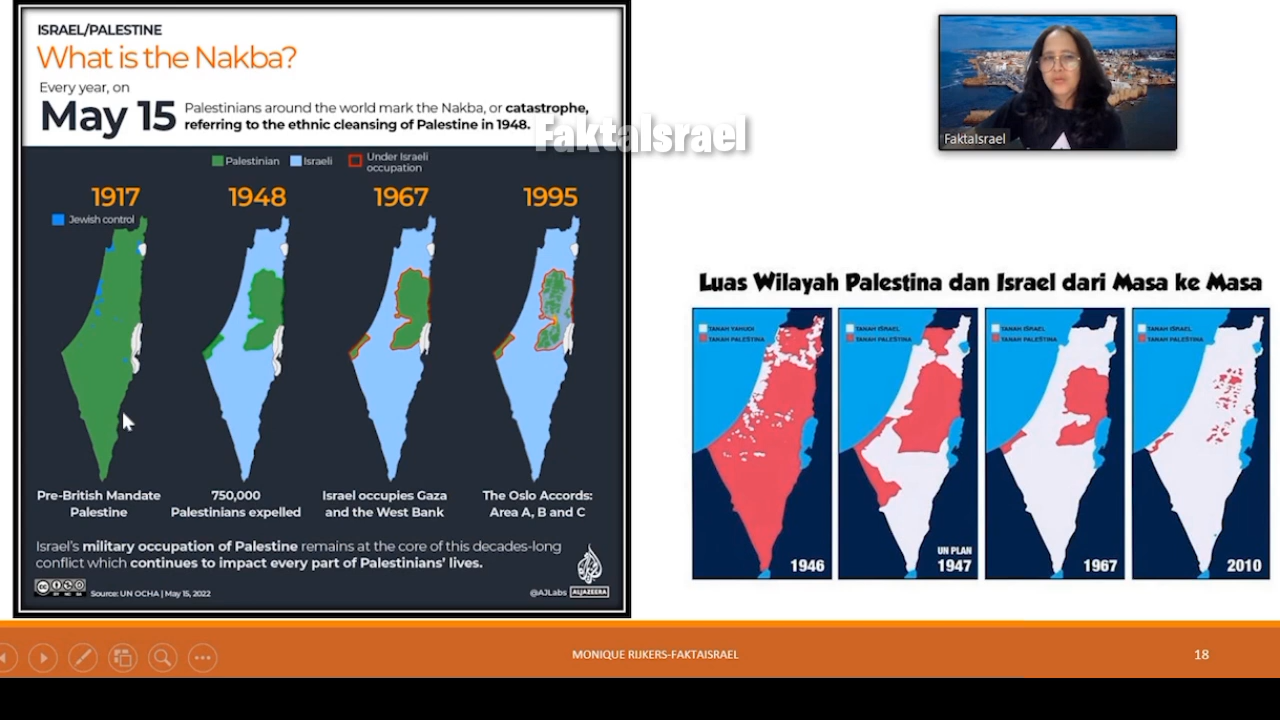 ISRAEL/PALESTINE
What is the Nakba?
Every year, on
May 15
Palestinians around the world mark the Nakba, or catastrophe,
referring to the ethnic cleansing of Palestine in 1948.
FaktaIsrael
FaktaIsrael
Palestinian
Israeli
Under Israeli
occupation
1917
1948
1967
1995
Jewish control
Pre-British Mandate
Palestine
750,000
Palestinians expelled
Israel occupies Gaza
and the West Bank
The Oslo Accords:
Area A, B and C
Israel's military occupation of Palestine remains at the core of this decades-long
conflict which continues to impact every part of Palestinians' lives.
Source: UN OCHA | May 15, 2022
@AJLabs
ALJAZEERA
Luas Wilayah Palestina dan Israel dari Masa ke Masa
TANAH YAHUDI
TANAH PALESTINA
1946
TANAH ISRAEL
TANAH PALESTINA
UN PLAN
1947
TANAH ISRAEL
TANAH PALESTINA
1967
TANAH ISRAEL
TANAH PALESTINA
2010
MONIQUE RIJKERS-FAKTAISRAEL
18